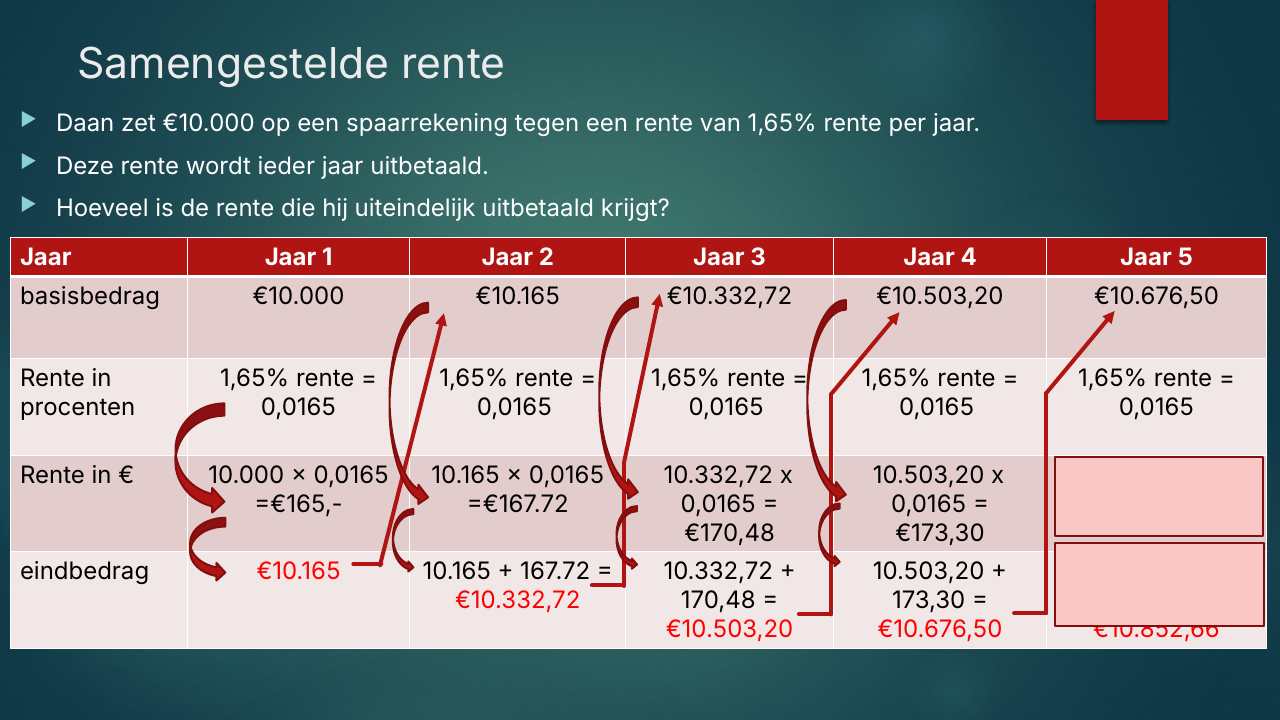 Samengestelde rente
Daan zet €10.000 op een spaarrekening tegen een rente van 1,65% rente per jaar.
Deze rente wordt ieder jaar uitbetaald.
Hoeveel is de rente die hij uiteindelijk uitbetaald krijgt?
Jaar Jaar 1 Jaar 2 Jaar 3 Jaar 4 Jaar 5
basisbedrag €10.000 €10.165 €10.332,72 €10.503,20 €10.676,50
Rente in 1,65% rente = 1,65% rente = 1,65% rente = 1,65% rente = 1,65% rente =
procenten 0,0165 0,0165 0,0165 0,0165 0,0165
Rente in € 10.000 × 0,0165 10.165 × 0,0165 10.332,72 x 10.503,20 x
=€165,- =€167.72 0,0165 = 0,0165 =
€170,48 €173,30
eindbedrag €10.165 10.165 + 167.72 = 10.332,72 + 10.503,20 +
€10.332,72 170,48 = 173,30 =
€10.503,20 €10.676,50 €10.852,66